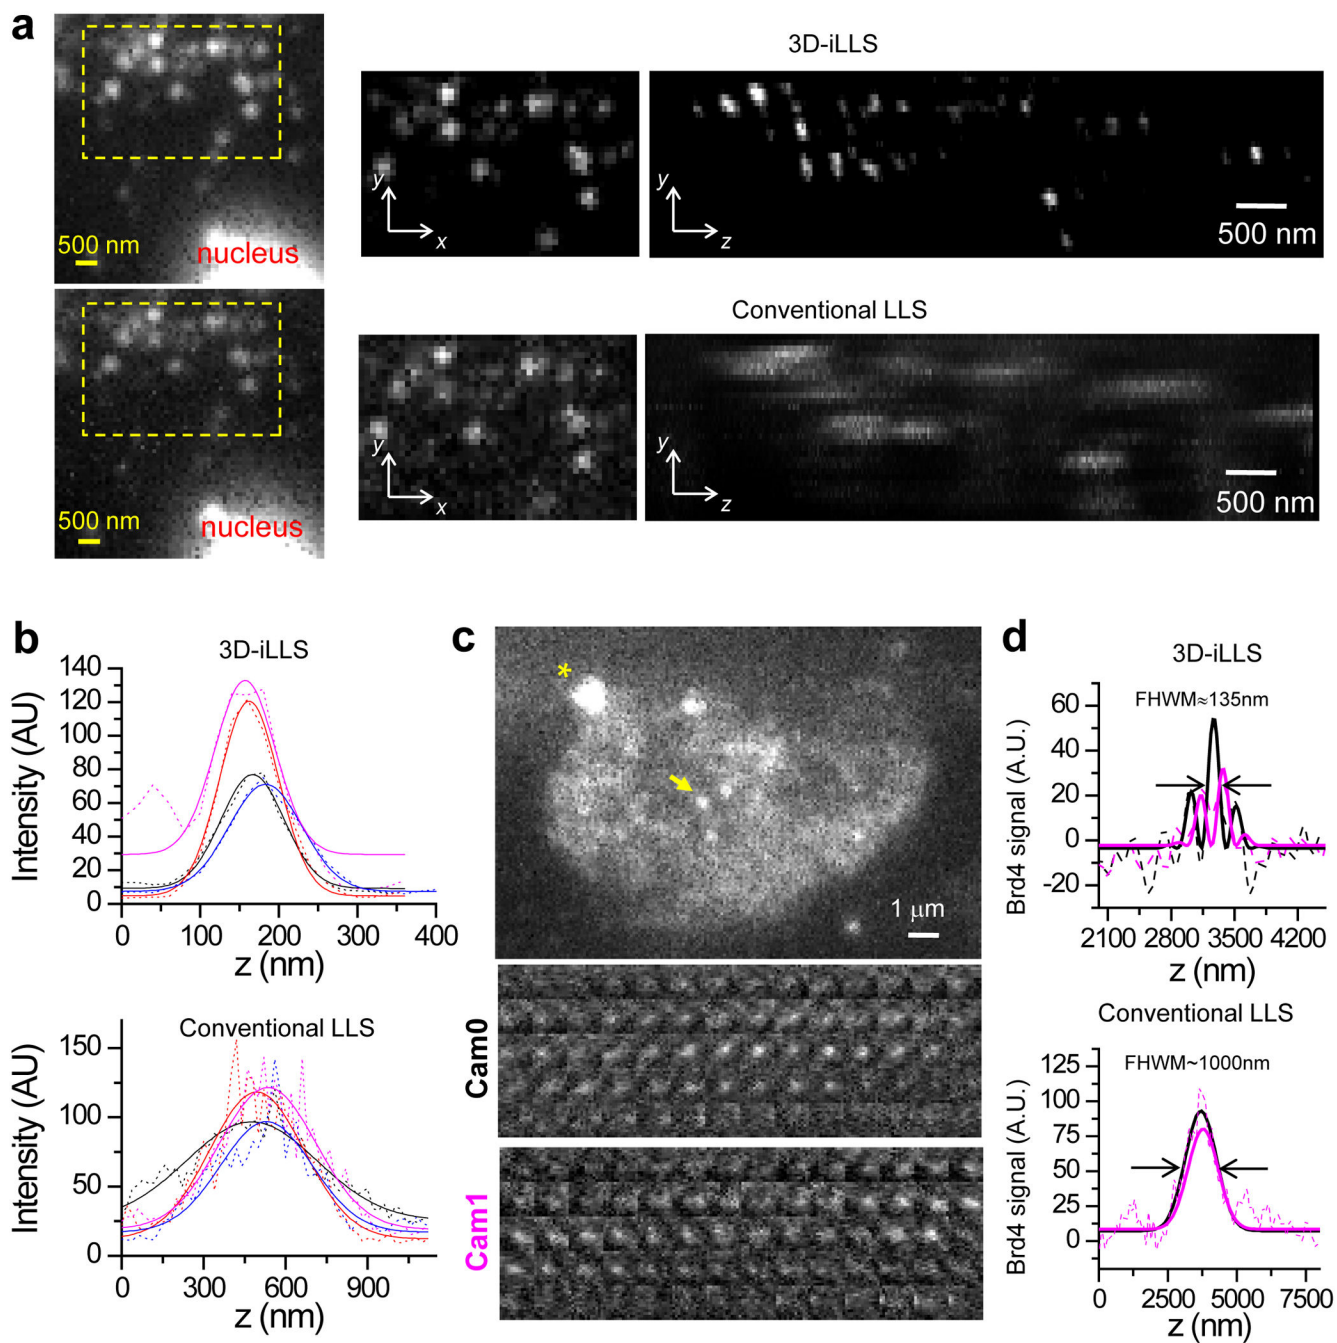 a
500 nm
nucleus
500 nm
nucleus
3D-iLLS
y
x
y
z
500 nm
Conventional LLS
y
x
y
z
500 nm
b
3D-iLLS
Intensity (AU)
140
120
100
80
60
40
20
0
0 100 200 300 400
z (nm)
Conventional LLS
Intensity (AU)
150
100
50
0
0 300 600 900
z (nm)
c
*
1 μm
Cam0
Cam1
d
3D-iLLS
FHWM≈135nm
Brd4 signal (A.U.)
60
40
20
0
-20
2100 2800 3500 4200
z (nm)
Conventional LLS
FHWM~1000nm
Brd4 signal (A.U.)
125
100
75
50
25
0
0 2500 5000 7500
z (nm)